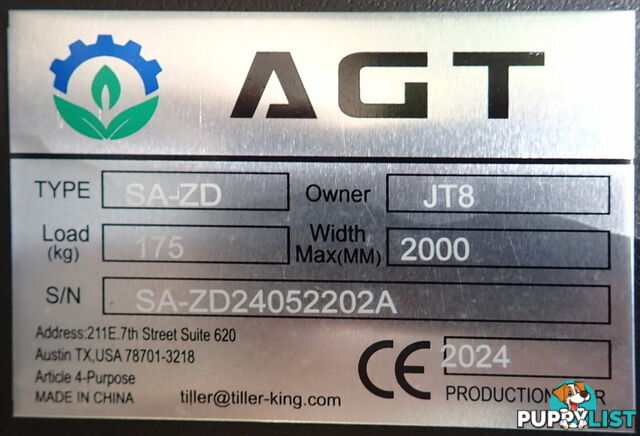 AGT
TYPE SA-ZD Owner JT8
Load (kg) 175 Width Max(MM) 2000
S/N SA-ZD24052202A
Address:211E.7th Street Suite 620
Austin TX,USA 78701-3218
Article 4-Purpose
MADE IN CHINA tiller@tiller-king.com
CE 2024
PRODUCTION
PUPPYLIST